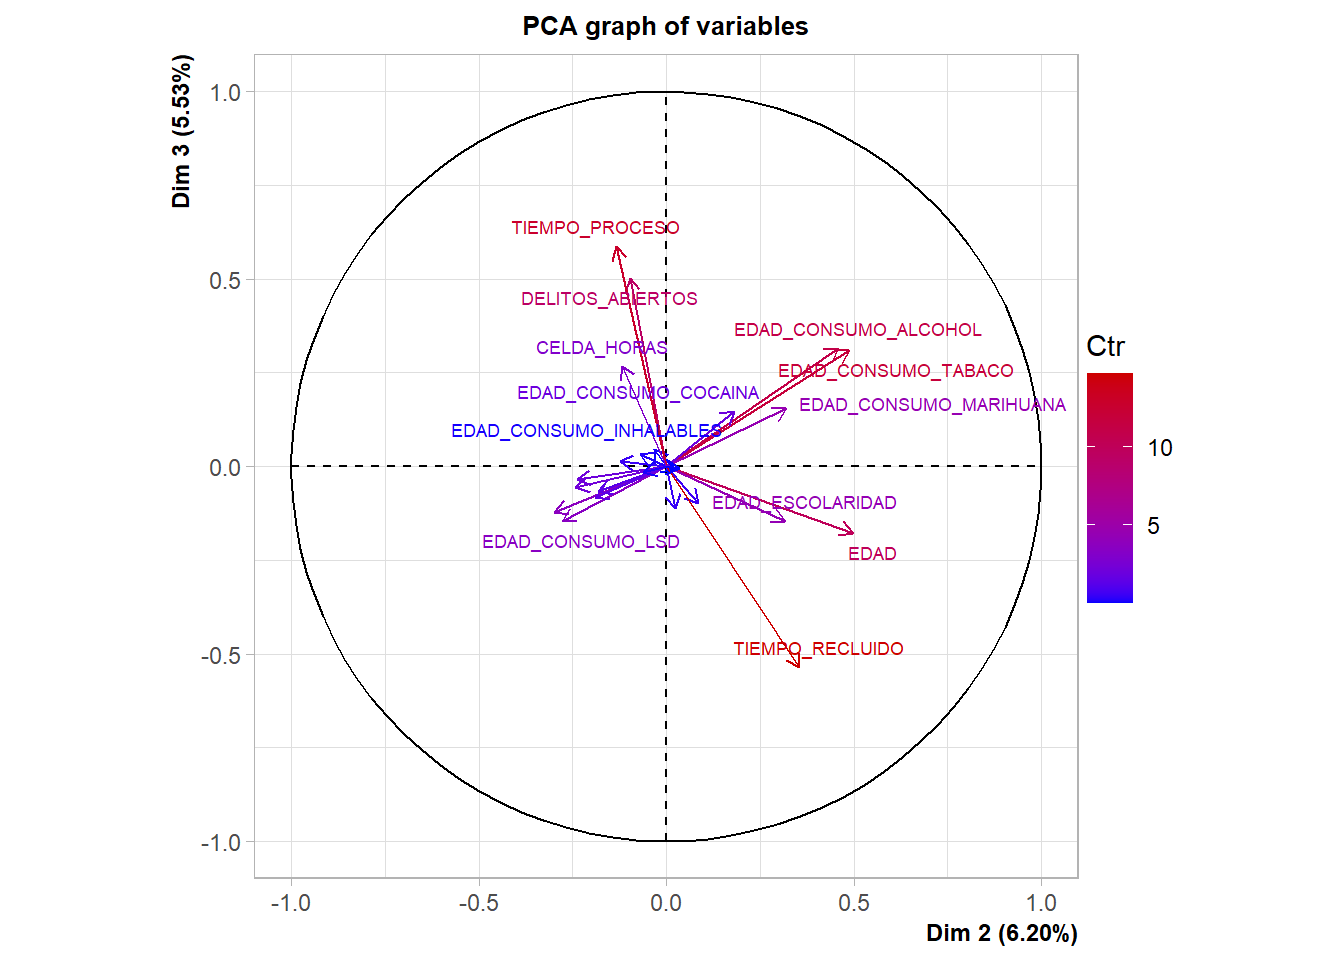 PCA graph of variables
Dim 3 (5.53%)
1.0
0.5
0.0
-0.5
-1.0
TIEMPO_PROCESO
DELITOS_ABIERTOS
EDAD_CONSUMO_ALCOHOL
CELDA_HORAS
EDAD_CONSUMO_TABACO
EDAD_CONSUMO_COCAINA
EDAD_CONSUMO_MARIHUANA
EDAD_CONSUMO_INHALABLES
EDAD_ESCOLARIDAD
EDAD_CONSUMO_LSD
EDAD
TIEMPO_RECLUIDO
Ctr
10
5
-1.0
-0.5
0.0
0.5
1.0
Dim 2 (6.20%)